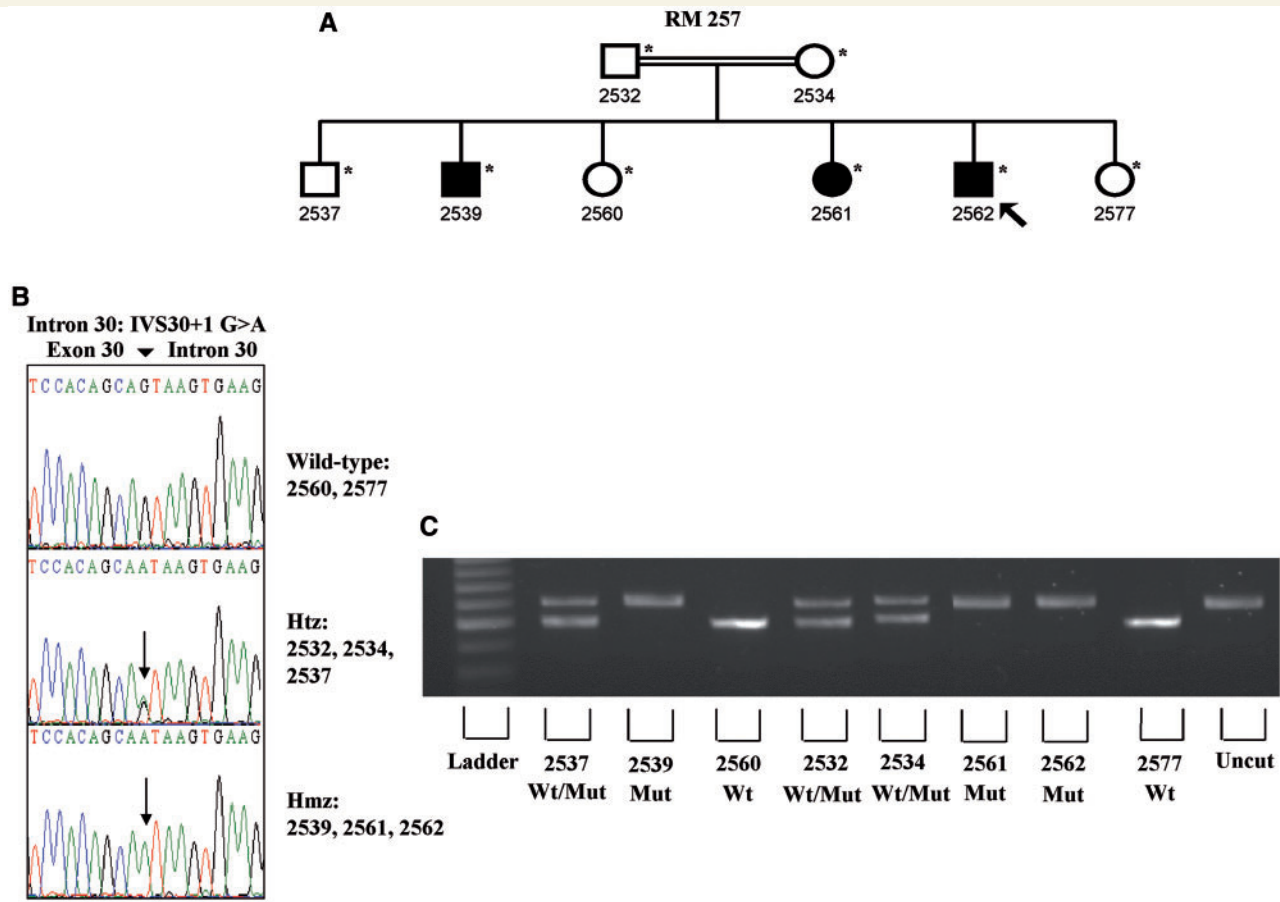 A
RM 257
* *
2532 2534
* * * * * *
2537 2539 2560 2561 2562 2577
B
Intron 30: IVS30+1 G>A
Exon 30 Intron 30
TCCACAGCAGTAAGTGAAG
Wild-type:
2560, 2577
TCCACAGCAATAAGTGAAG
Htz:
2532, 2534,
2537
TCCACAGCAATAAGTGAAG
Hmz:
2539, 2561, 2562
C
Ladder 2537 2539 2560 2532 2534 2561 2562 2577 Uncut
Wt/Mut Mut Wt Wt/Mut Wt/Mut Mut Mut Wt